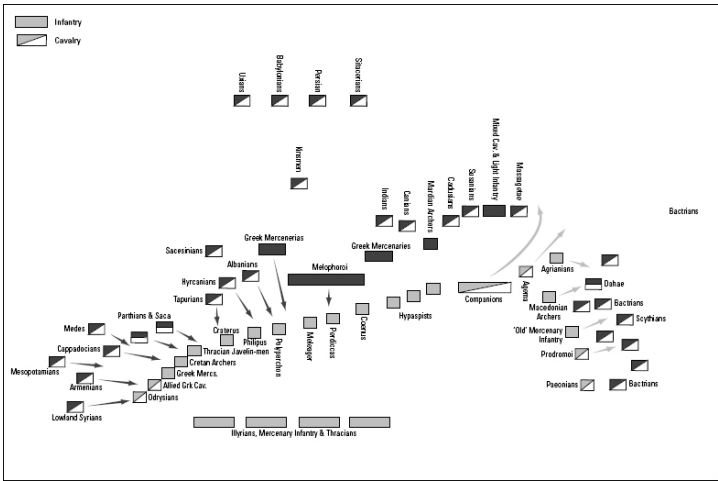 Infantry
Cavalry
Uxians
Babylonians
Persian
Sitacenians
Kinsmen
Indians
Carians
Mardian Archers
Cadusians
Susanians
Mixed Cav. & Light Infantry
Massagetae
Bactrians
Sacesinians
Greek Mercenerias
Greek Mercenaries
Albanians
Melophoroi
Hyrcanians
Tapurians
Companions
Agema
Agrianians
Dahae
Macedonian
Archers
Bactrians
Scythians
'Old' Mercenary
Infantry
Prodromoi
Paeonians
Bactrians
Hypaspists
Coenus
Perdiccas
Meleager
Polyperchon
Philipus
Craterus
Parthians & Saca
Medes
Thracian Javelin-men
Cappadocians
Cretan Archers
Mesopotamians
Greek Mercs.
Armenians
Allied Grk Cav.
Odrysians
Lowland Syrians
Illyrians, Mercenary Infantry & Thracians